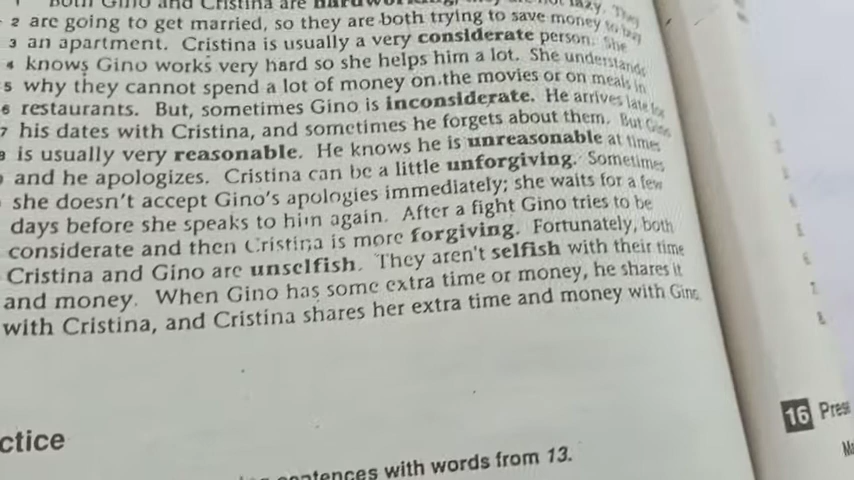 Both Gino and Cristina are hardworking; they are not lazy. They
2 are going to get married, so they are both trying to save money to buy
3 an apartment. Cristina is usually a very considerate person. She
4 knows Gino works very hard so she helps him a lot. She understands
5 why they cannot spend a lot of money on the movies or on meals in
6 restaurants. But, sometimes Gino is inconsiderate. He arrives late for
7 his dates with Cristina, and sometimes he forgets about them. But Gino
is usually very reasonable. He knows he is unreasonable at times
and he apologizes. Cristina can be a little unforgiving. Sometimes
she doesn't accept Gino's apologies immediately; she waits for a few
days before she speaks to him again. After a fight Gino tries to be
considerate and then Cristina is more forgiving. Fortunately, both
Cristina and Gino are unselfish. They aren't selfish with their time
and money. When Gino has some extra time or money, he shares it
with Cristina, and Cristina shares her extra time and money with Gino
ctice
sentences with words from 13.
16